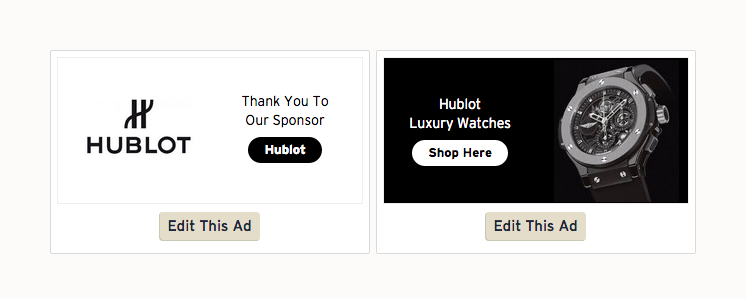 HUBLOT
Thank You To
Our Sponsor
Hublot
Edit This Ad
Hublot
Luxury Watches
Shop Here
Edit This Ad